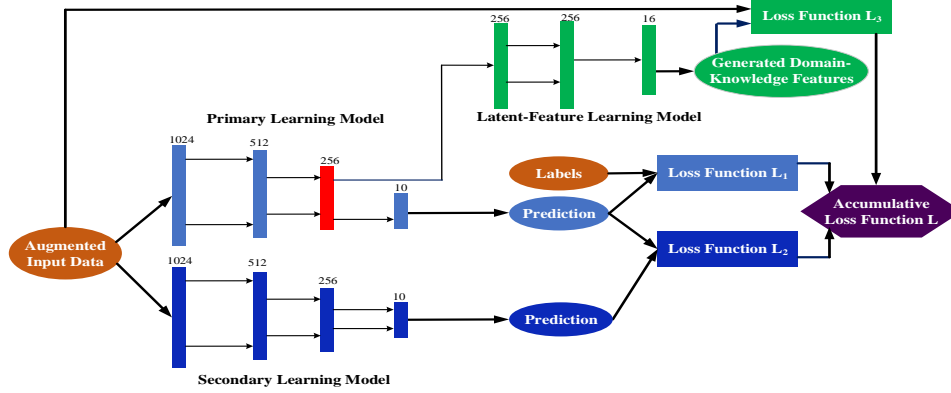 Loss Function L3
256
256
16
Generated Domain-
Knowledge Features
Primary Learning Model
Latent-Feature Learning Model
1024
512
256
10
Labels
Loss Function L1
Prediction
Accumulative
Loss Function L
Augmented
Input Data
Loss Function L2
1024
512
256
10
Prediction
Secondary Learning Model